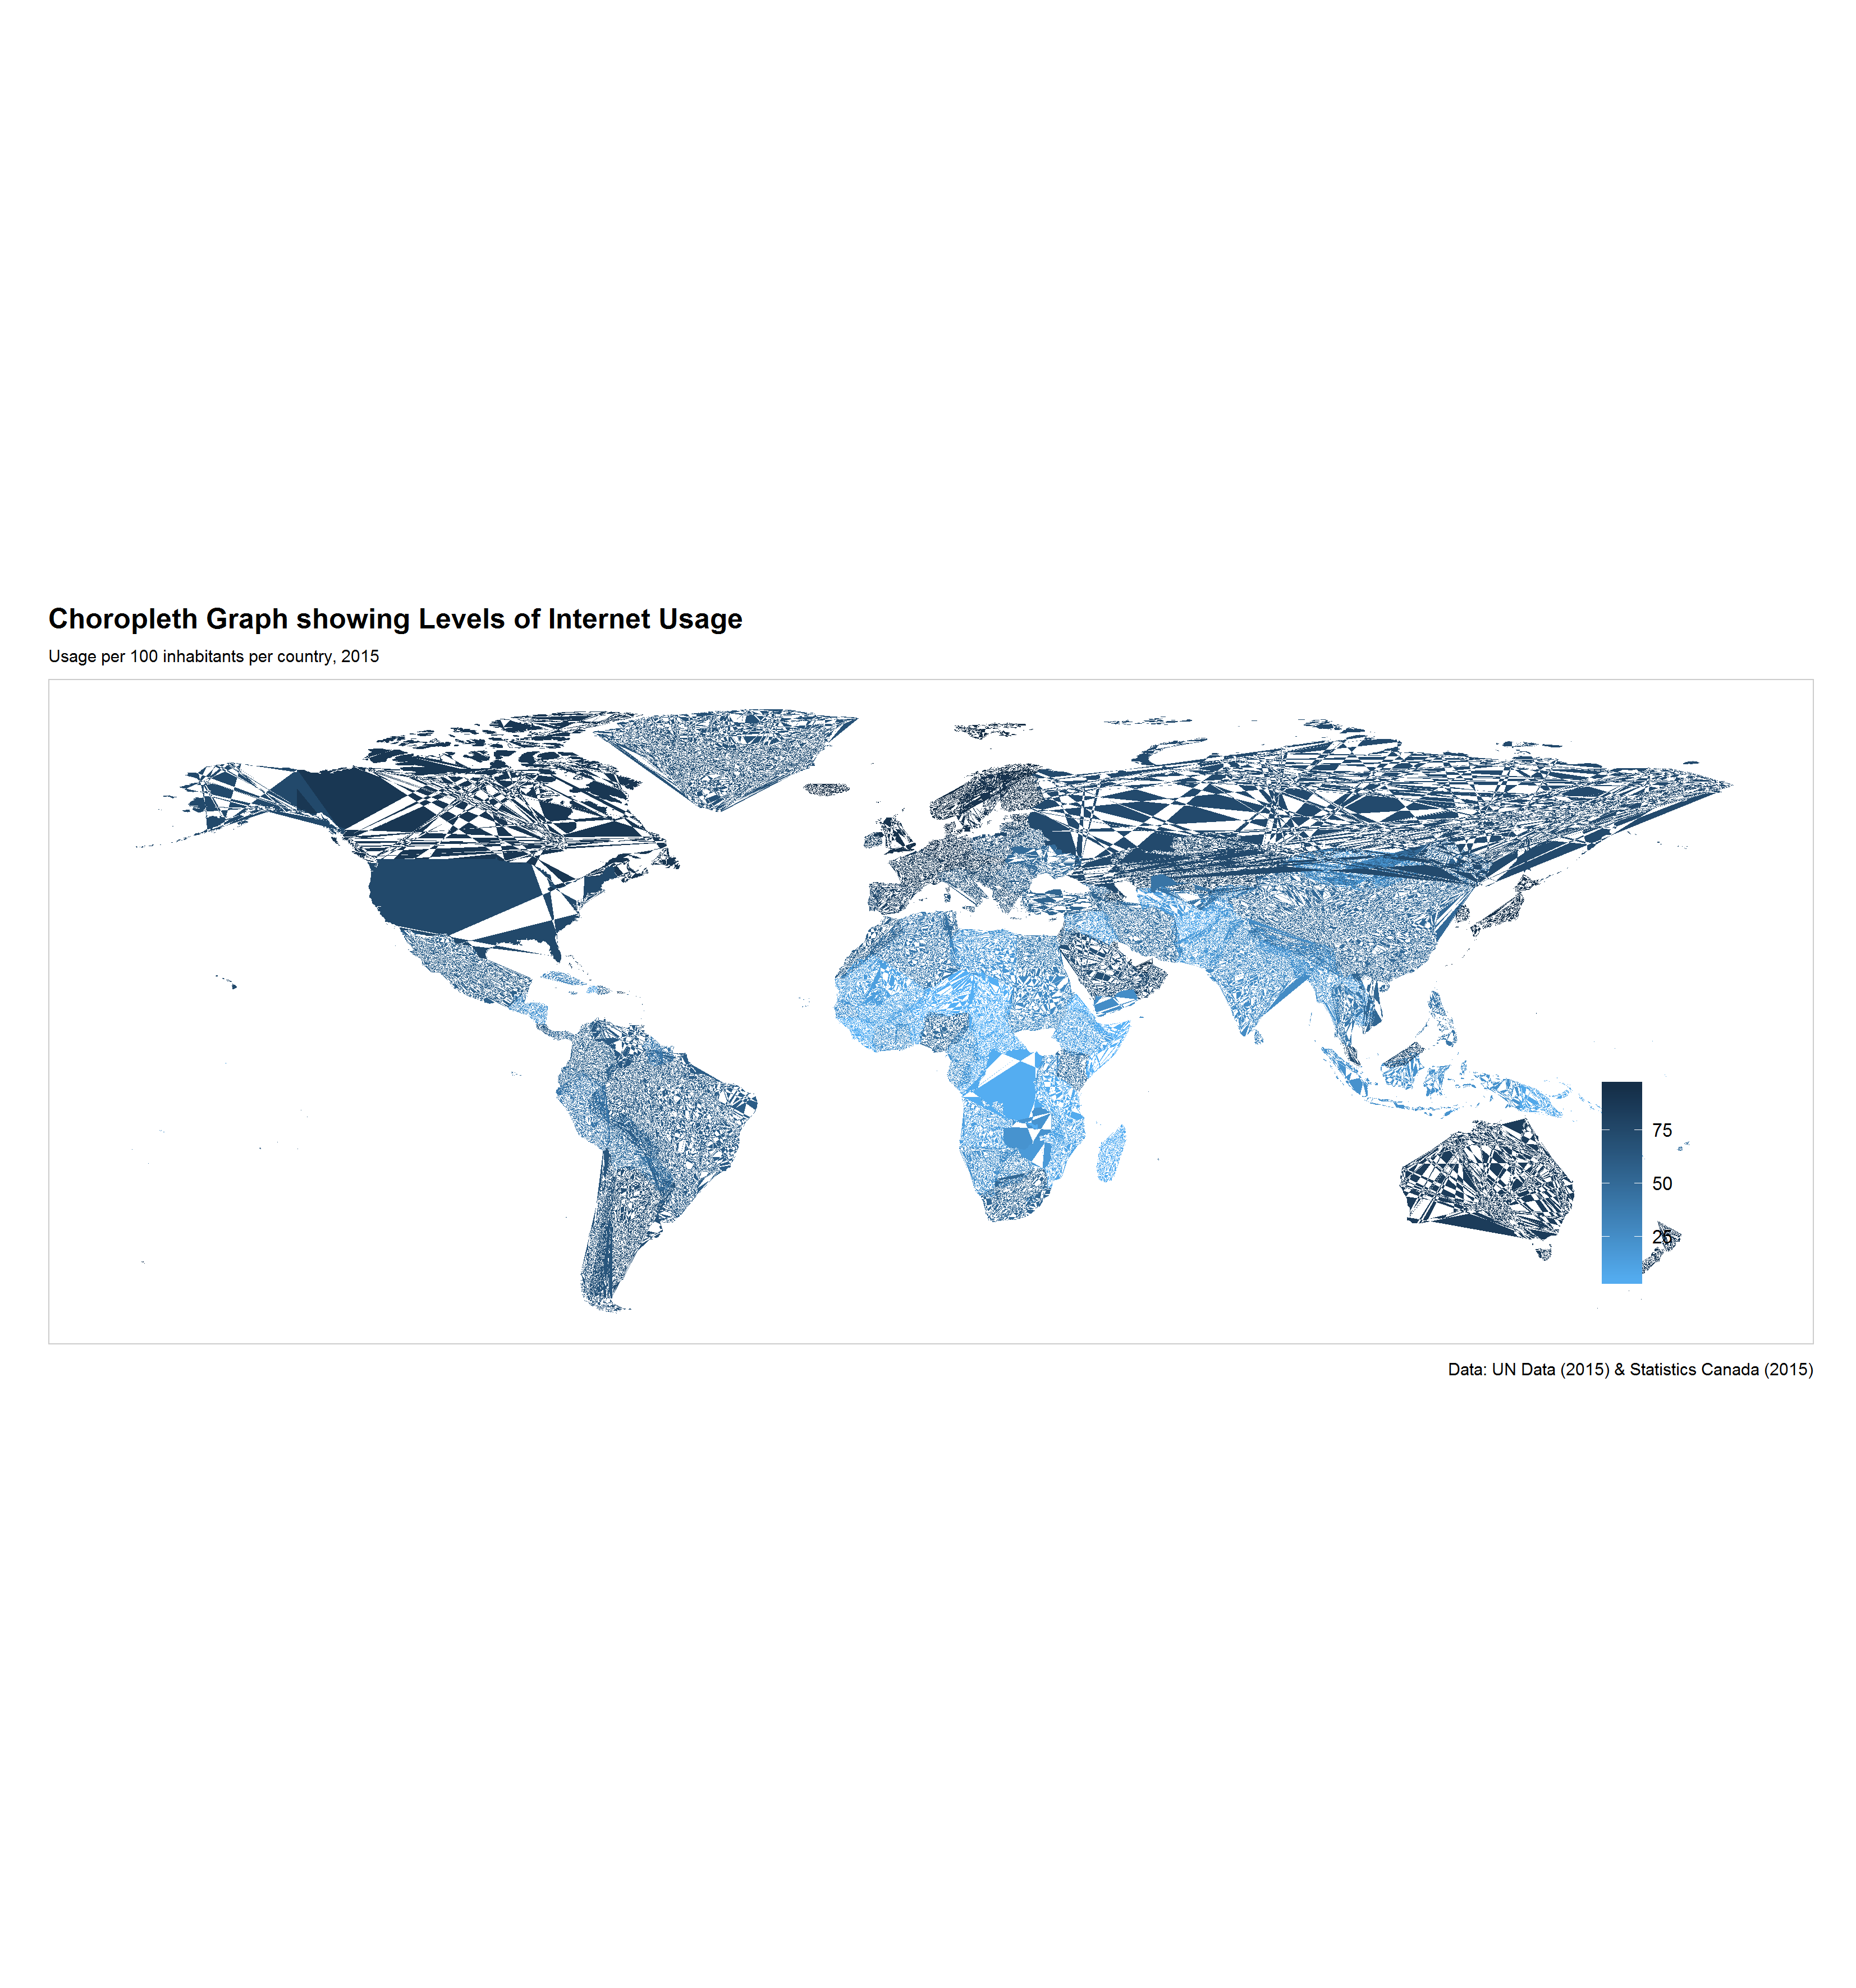 Choropleth Graph showing Levels of Internet Usage
Usage per 100 inhabitants per country, 2015
75
50
25
Data: UN Data (2015) & Statistics Canada (2015)